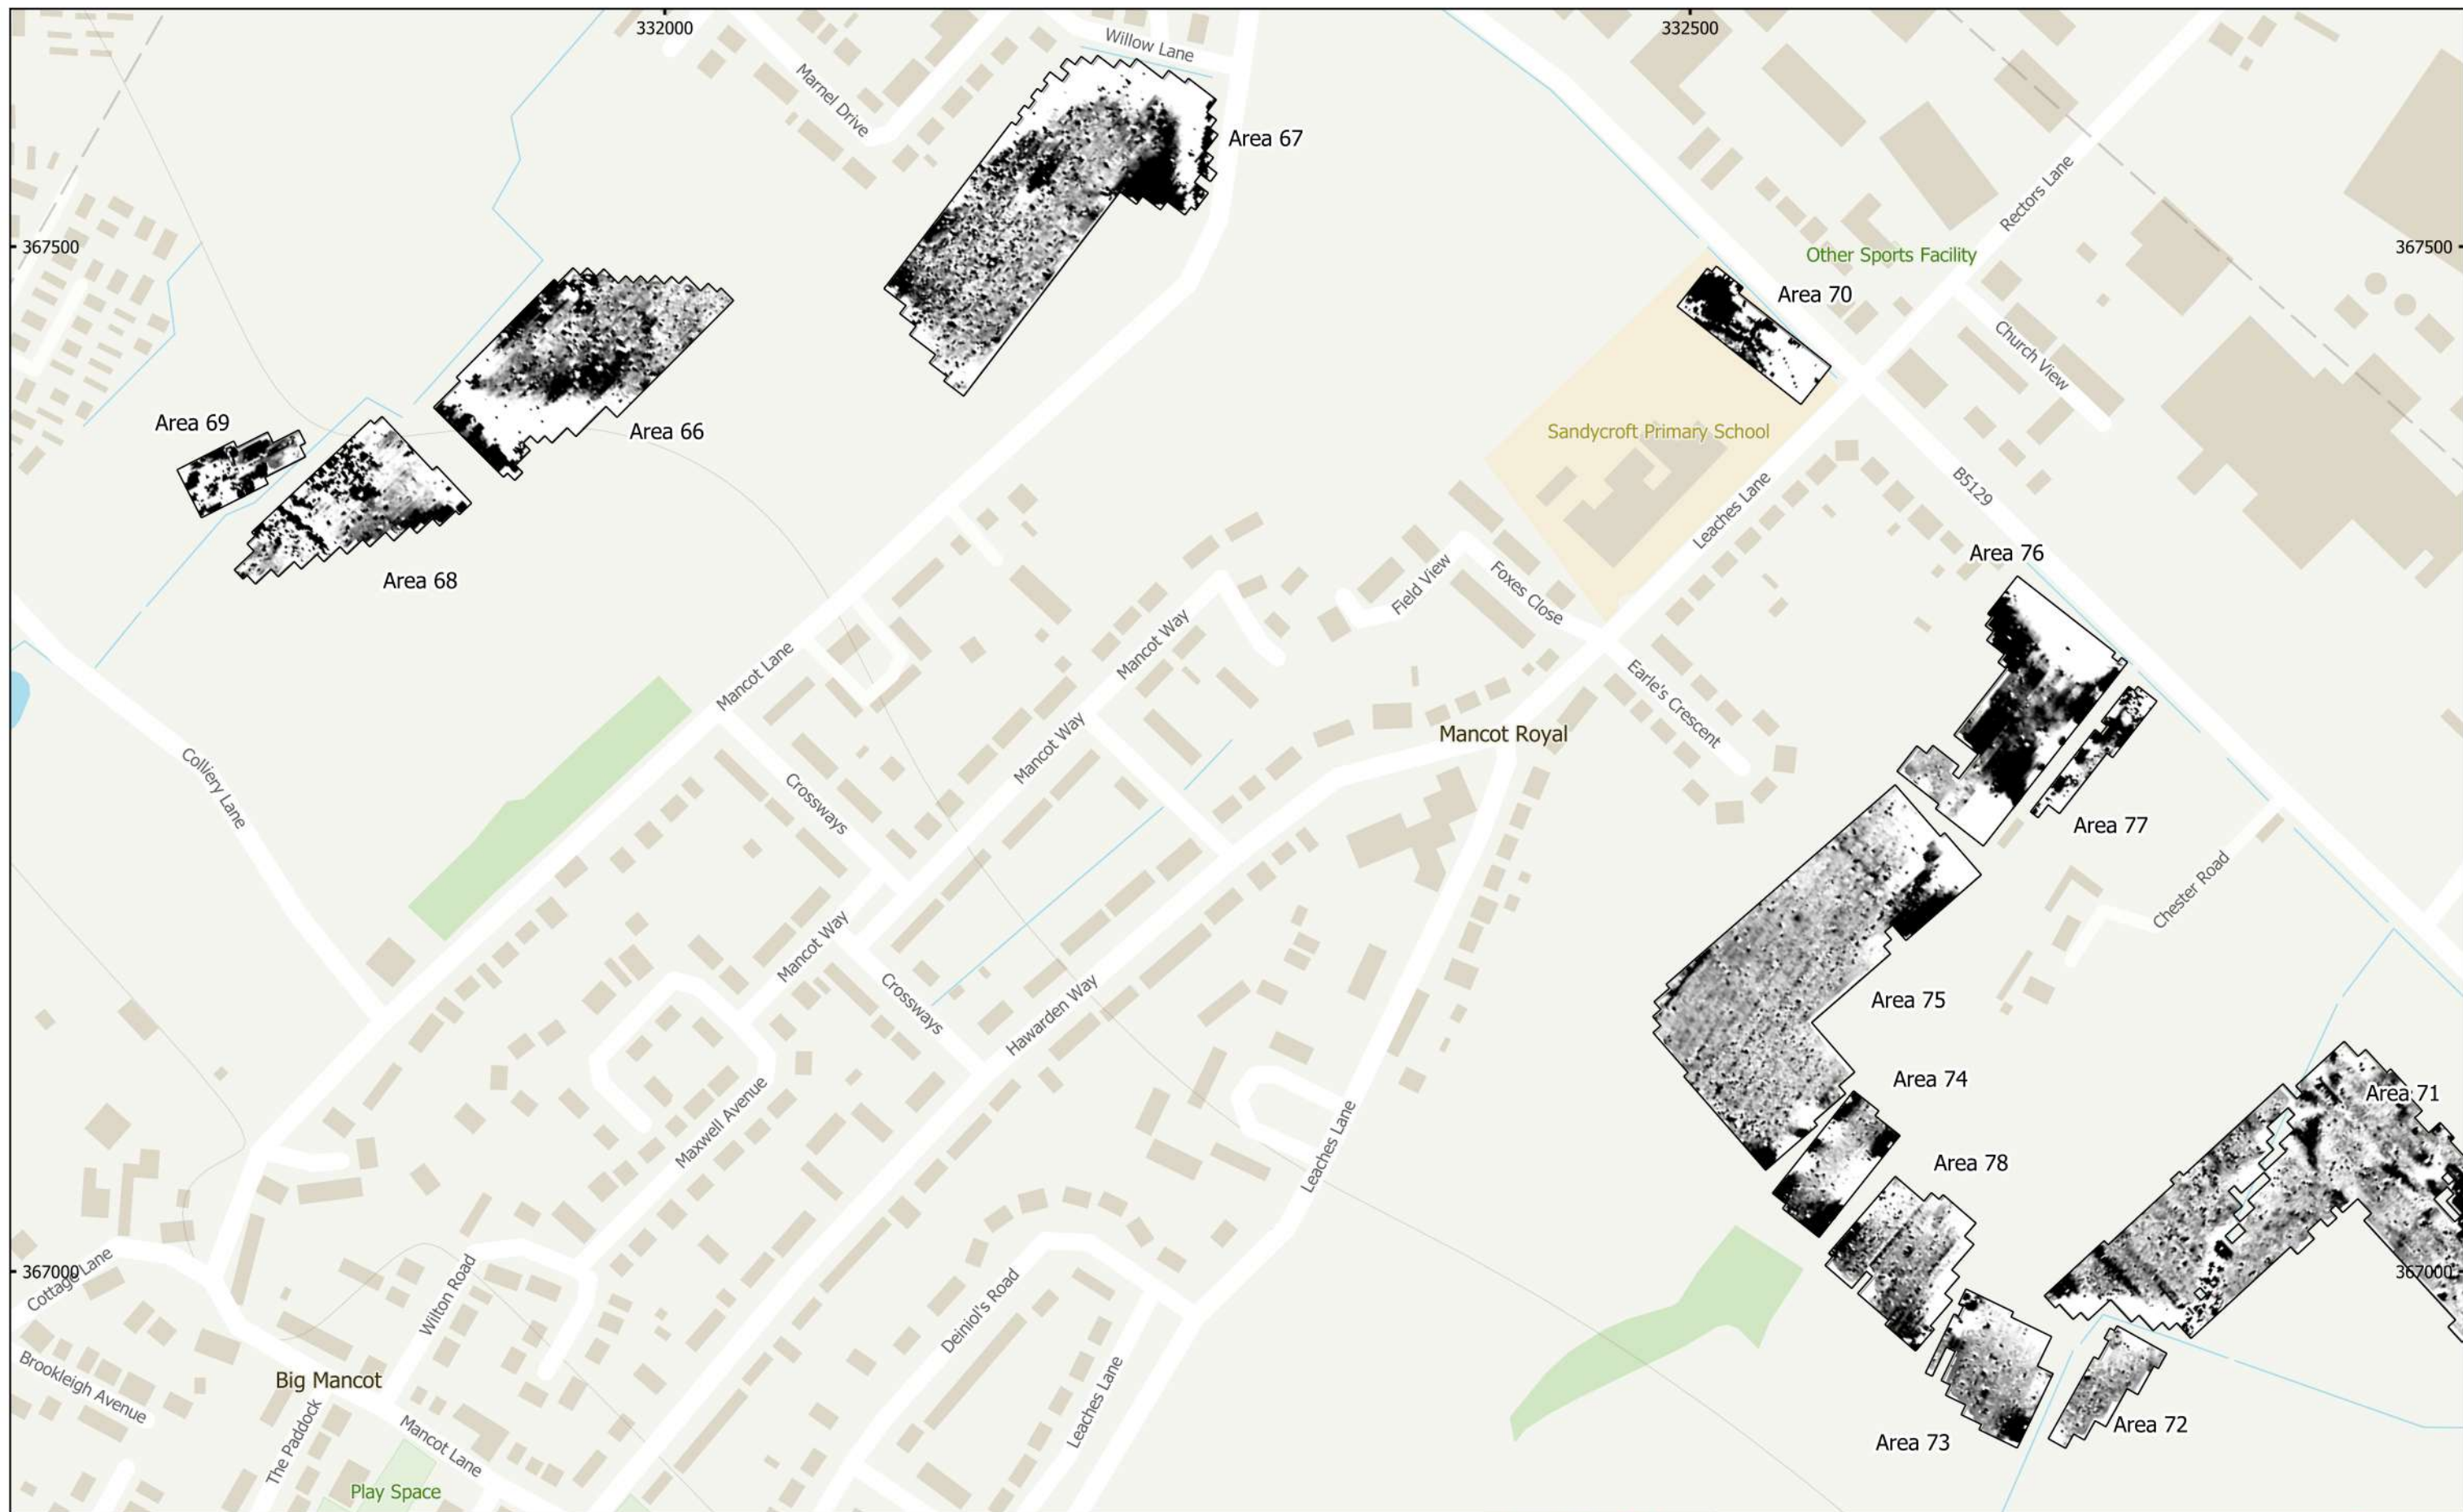 332000
332500
Willow Lane
Marnel Drive
Area 67
Rectors Lane
367500
367500
Other Sports Facility
Area 70
Church View
Area 69
Area 66
Sandycroft Primary School
B5129
Leaches Lane
Area 68
Area 76
Field View
Foxes Close
Mancot Way
Mancot Lane
Earle's Crescent
Mancot Royal
Mancot Way
Colliery Lane
Crossways
Area 77
Chester Road
Mancot Way
Crossways
Hawarden Way
Area 75
Area 74
Area 71
Maxwell Avenue
Leaches Lane
Area 78
367000
367000
Cottage Lane
Wilton Road
Deiniol's Road
Big Mancot
Brookleigh Avenue
The Paddock
Mancot Lane
Leaches Lane
Area 73
Area 72
Play Space